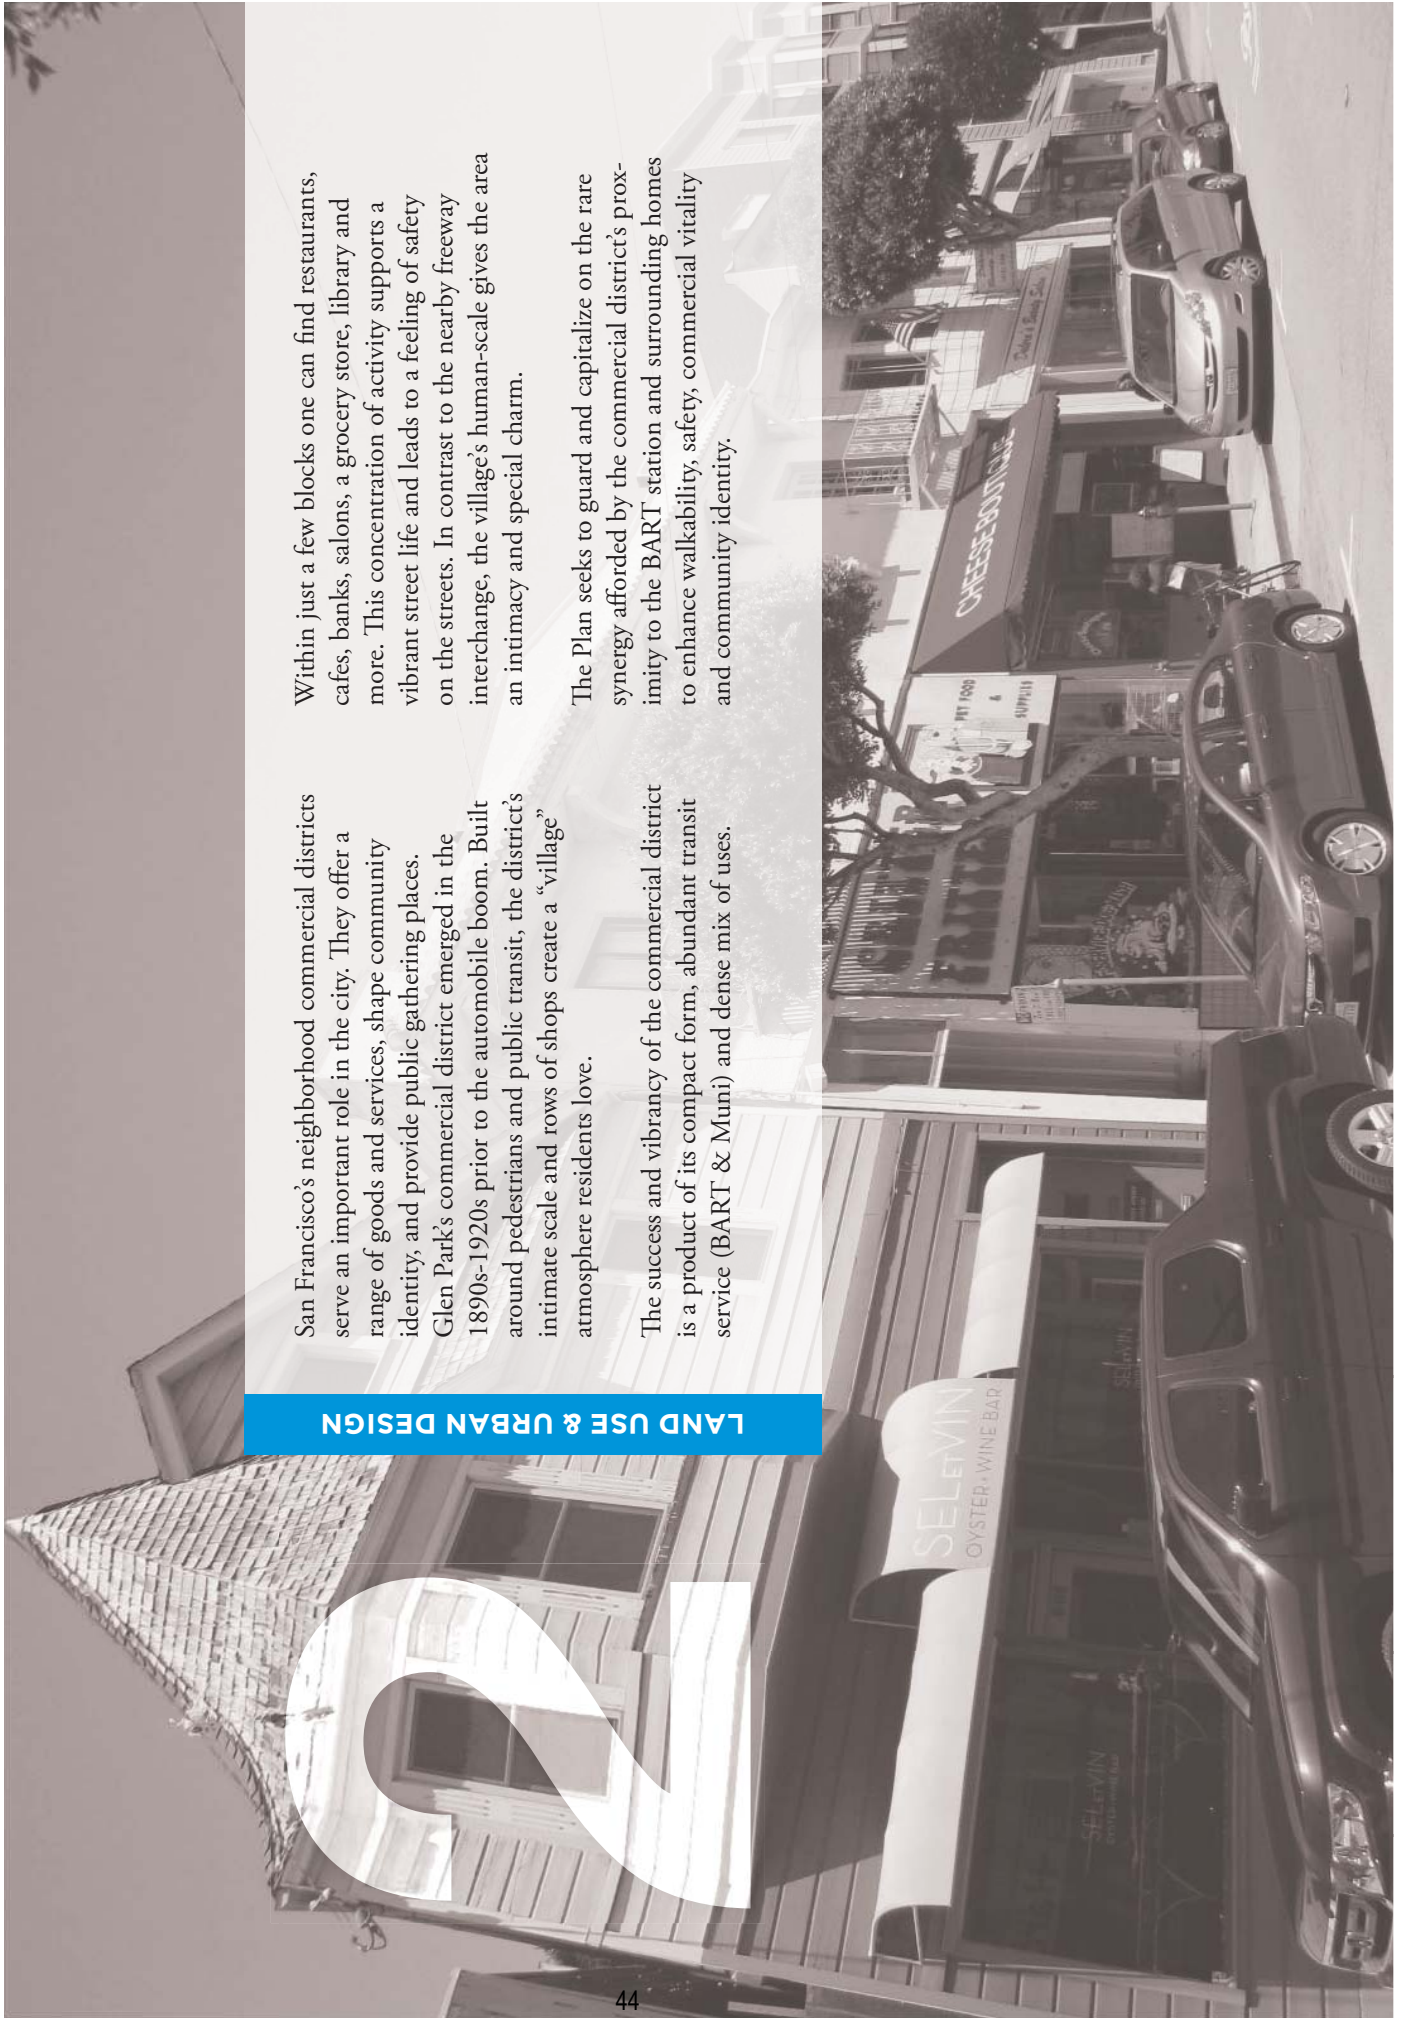 2
LAND USE & URBAN DESIGN
San Francisco's neighborhood commercial districts
serve an important role in the city. They offer a
range of goods and services, shape community
identity, and provide public gathering places.
Glen Park's commercial district emerged in the
1890s-1920s prior to the automobile boom. Built
around pedestrians and public transit, the district's
intimate scale and rows of shops create a “village”
atmosphere residents love.
The success and vibrancy of the commercial district
is a product of its compact form, abundant transit
service (BART & Muni) and dense mix of uses.
Within just a few blocks one can find restaurants,
cafes, banks, salons, a grocery store, library and
more. This concentration of activity supports a
vibrant street life and leads to a feeling of safety
on the streets. In contrast to the nearby freeway
interchange, the village's human-scale gives the area
an intimacy and special charm.
The Plan seeks to guard and capitalize on the rare
synergy afforded by the commercial district's prox-
imity to the BART station and surrounding homes
to enhance walkability, safety, commercial vitality
and community identity.
SEL ET VIN
OYSTER & WINE BAR
SEL ET VIN
SEL ET VIN
PET FOOD
&
SUPPLIES
CHEESE BOUTIQUE
44